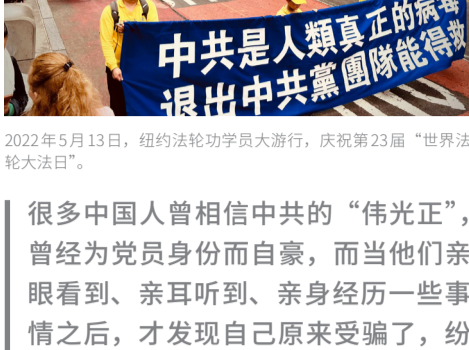 中共是人類真正的病毒
退出中共黨團隊能得救
2022年5月13日，纽约法轮功学员大游行，庆祝第23届“世界法
轮大法日”。
很多中国人曾相信中共的“伟光正”，
曾经为党员身份而自豪，而当他们亲
眼看到、亲耳听到、亲身经历一些事
情之后，才发现自己原来受骗了，纷